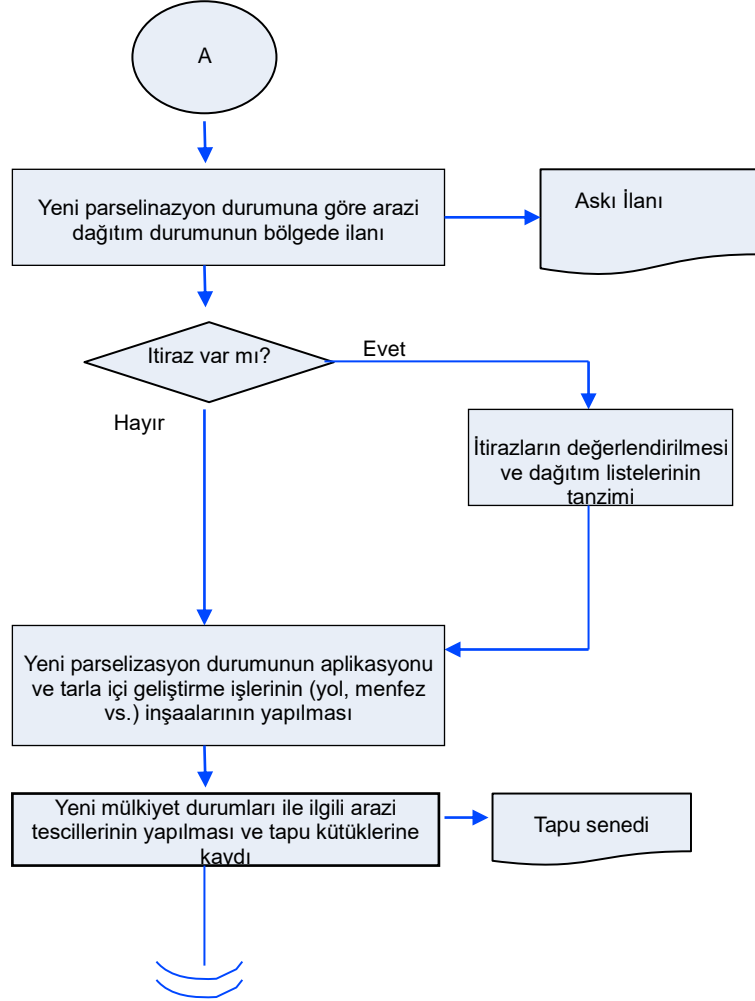 A
Yeni parselinazyon durumuna göre arazi
dağıtım durumunun bölgede ilanı
Askı İlanı
Itiraz var mı?
Evet
Hayır
İtirazların değerlendirilmesi
ve dağıtım listelerinin
tanzimi
Yeni parselizasyon durumunun aplikasyonu
ve tarla içi geliştirme işlerinin (yol, menfez
vs.) inşaalarının yapılması
Yeni mülkiyet durumları ile ilgili arazi
tescillerinin yapılması ve tapu kütüklerine
kaydı
Tapu senedi